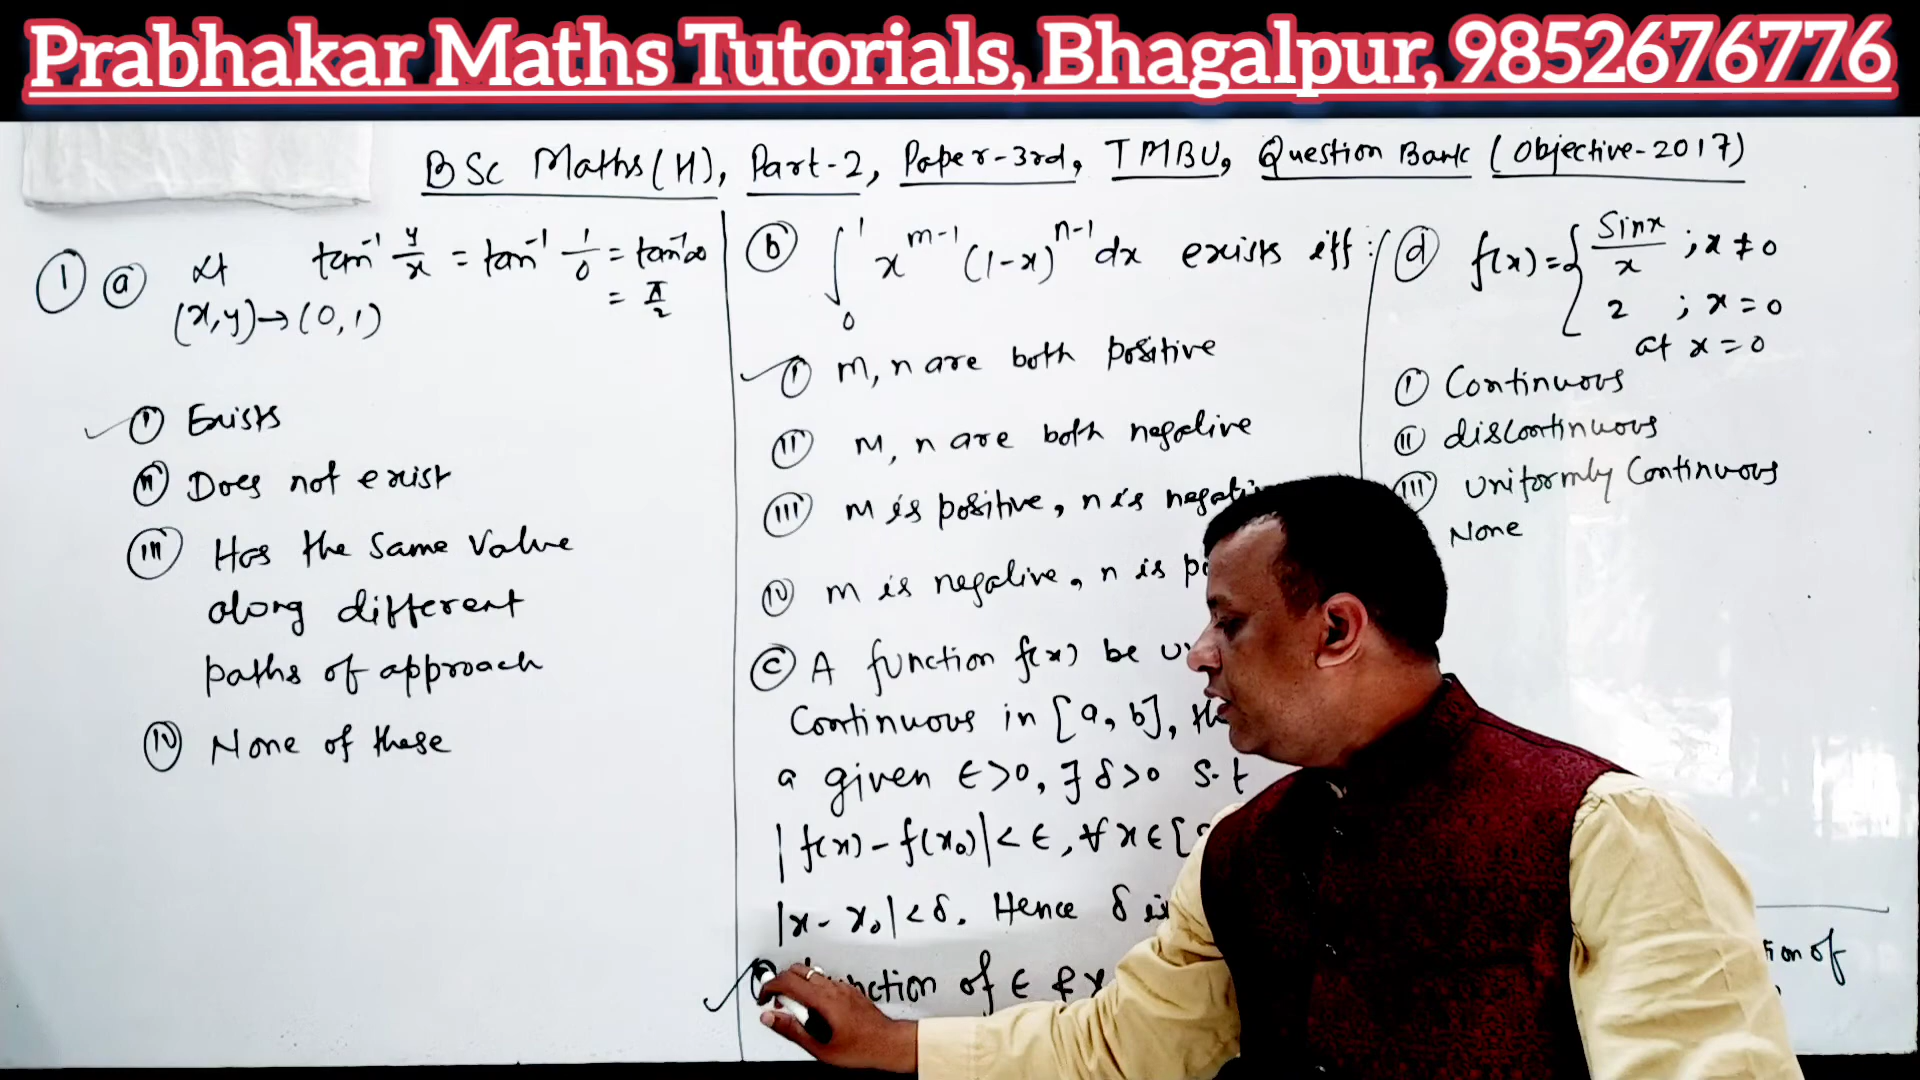 Prabhakar Maths Tutorials, Bhagalpur, 9852676776
BSc Maths(H), Part-2, Paper-3rd, TMBU, Question Bank (Objective-2017)
① ⓐ Lt tan⁻¹ y/x = tan⁻¹ 1/0 = tan⁻¹∞
(x,y)→(0,1) = π/2
(i) Exists
(ii) Does not exist
(iii) Has the same value
along different
paths of approach
(iv) None of these
ⓑ ∫₀¹ x^(m-1) (1-x)^(n-1) dx exists iff:
(i) m, n are both positive
(ii) m, n are both negative
(iii) m is positive, n is
(iv) m is negative, n is
ⓒ A function f(x) be
Continuous in [a, b],
a given ϵ>0, ∃ δ>0 s.t
|f(x) - f(x₀)| < ϵ, ∀ x ∈ [
|x - x₀| < δ. Hence δ is
of ϵ &
ⓓ f(x) = { Sinx/x ; x ≠ 0
2 ; x = 0
at x = 0
(i) Continuous
(ii) discontinuous
(iii) Uniformly Continuous
None
of